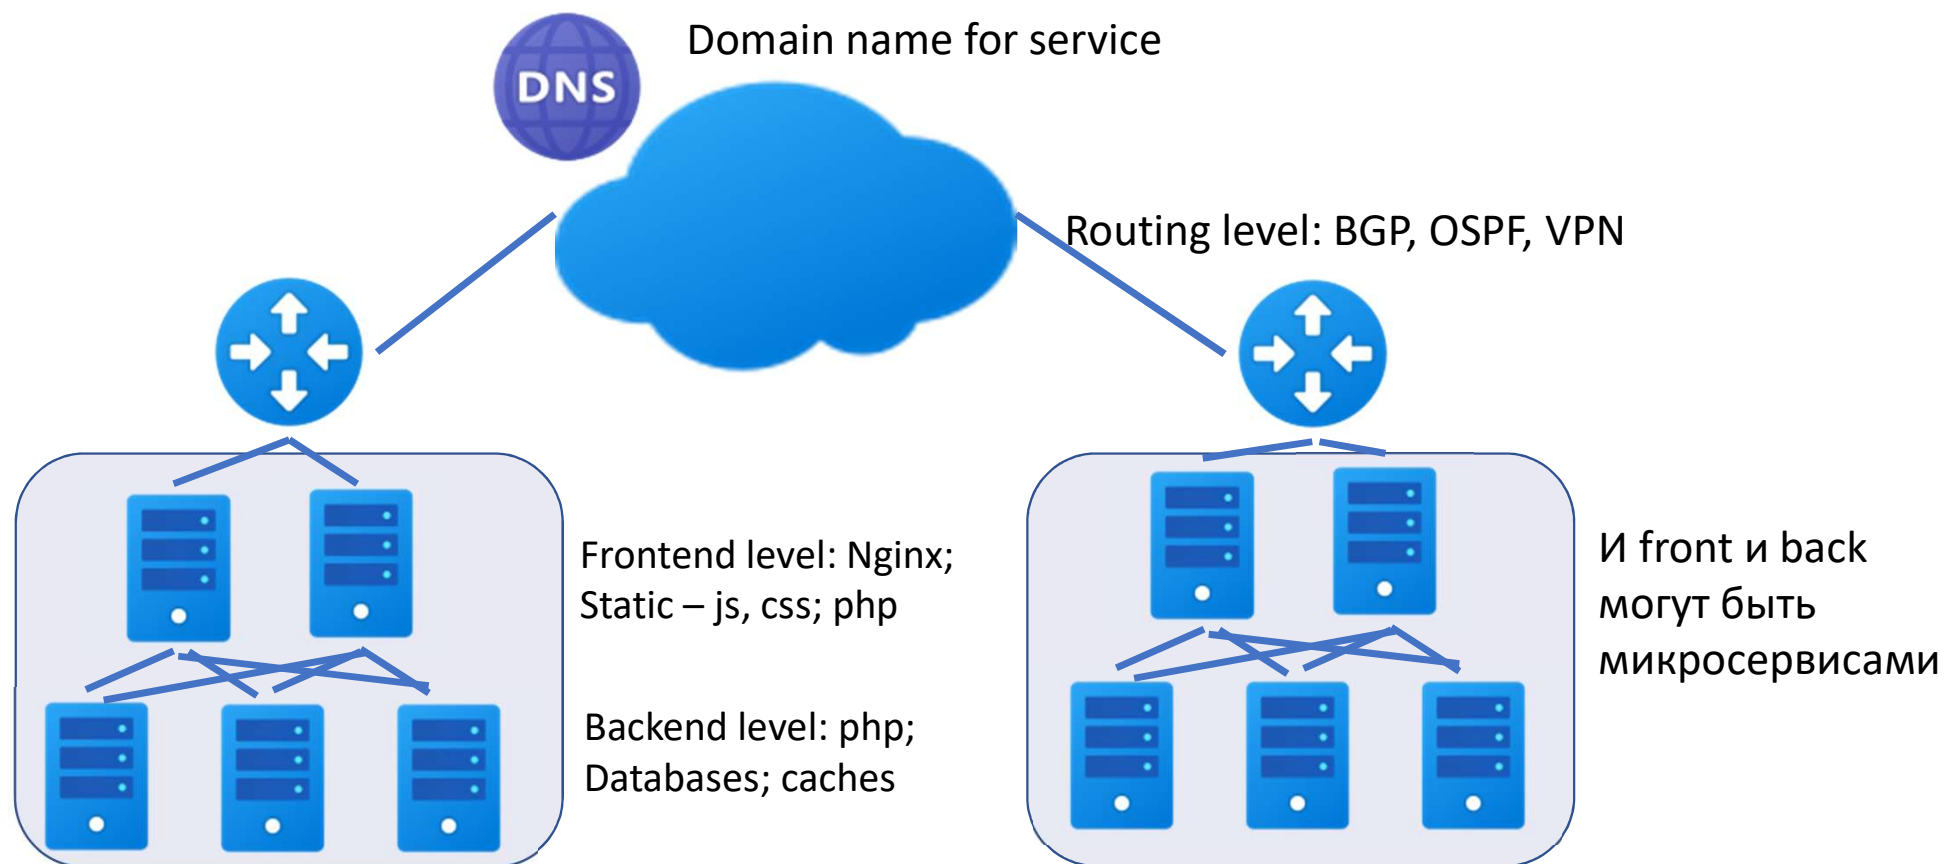 Domain name for service
DNS
Routing level: BGP, OSPF, VPN
Frontend level: Nginx;
Static – js, css; php
И front и back
могут быть
микросервисами
Backend level: php;
Databases; caches